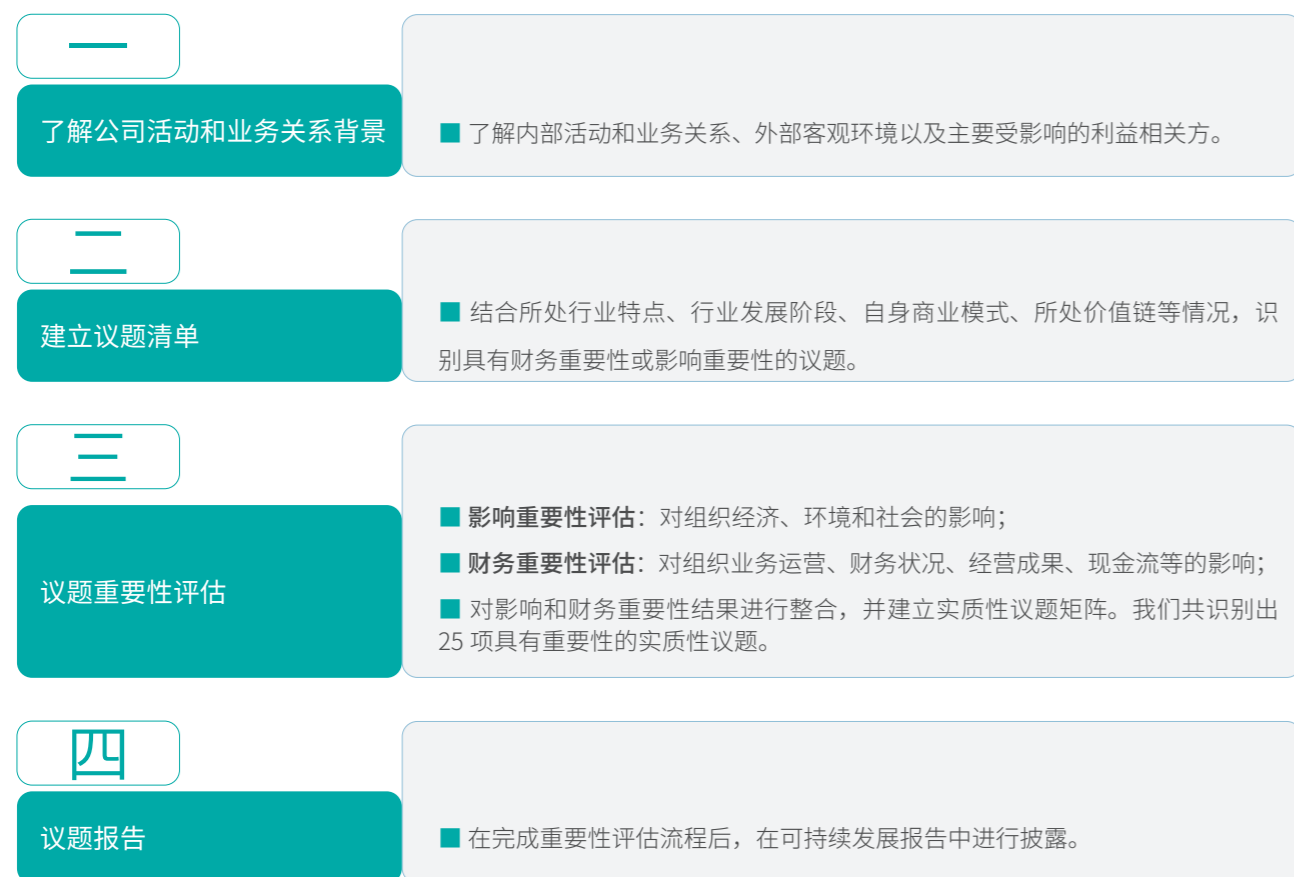 一
了解公司活动和业务关系背景
■ 了解内部活动和业务关系、外部客观环境以及主要受影响的利益相关方。
二
建立议题清单
■ 结合所处行业特点、行业发展阶段、自身商业模式、所处价值链等情况，识
别具有财务重要性或影响重要性的议题。
三
议题重要性评估
■ 影响重要性评估：对组织经济、环境和社会的影响；
■ 财务重要性评估：对组织业务运营、财务状况、经营成果、现金流等的影响；
■ 对影响和财务重要性结果进行整合，并建立实质性议题矩阵。我们共识别出
25 项具有重要性的实质性议题。
四
议题报告
■ 在完成重要性评估流程后，在可持续发展报告中进行披露。